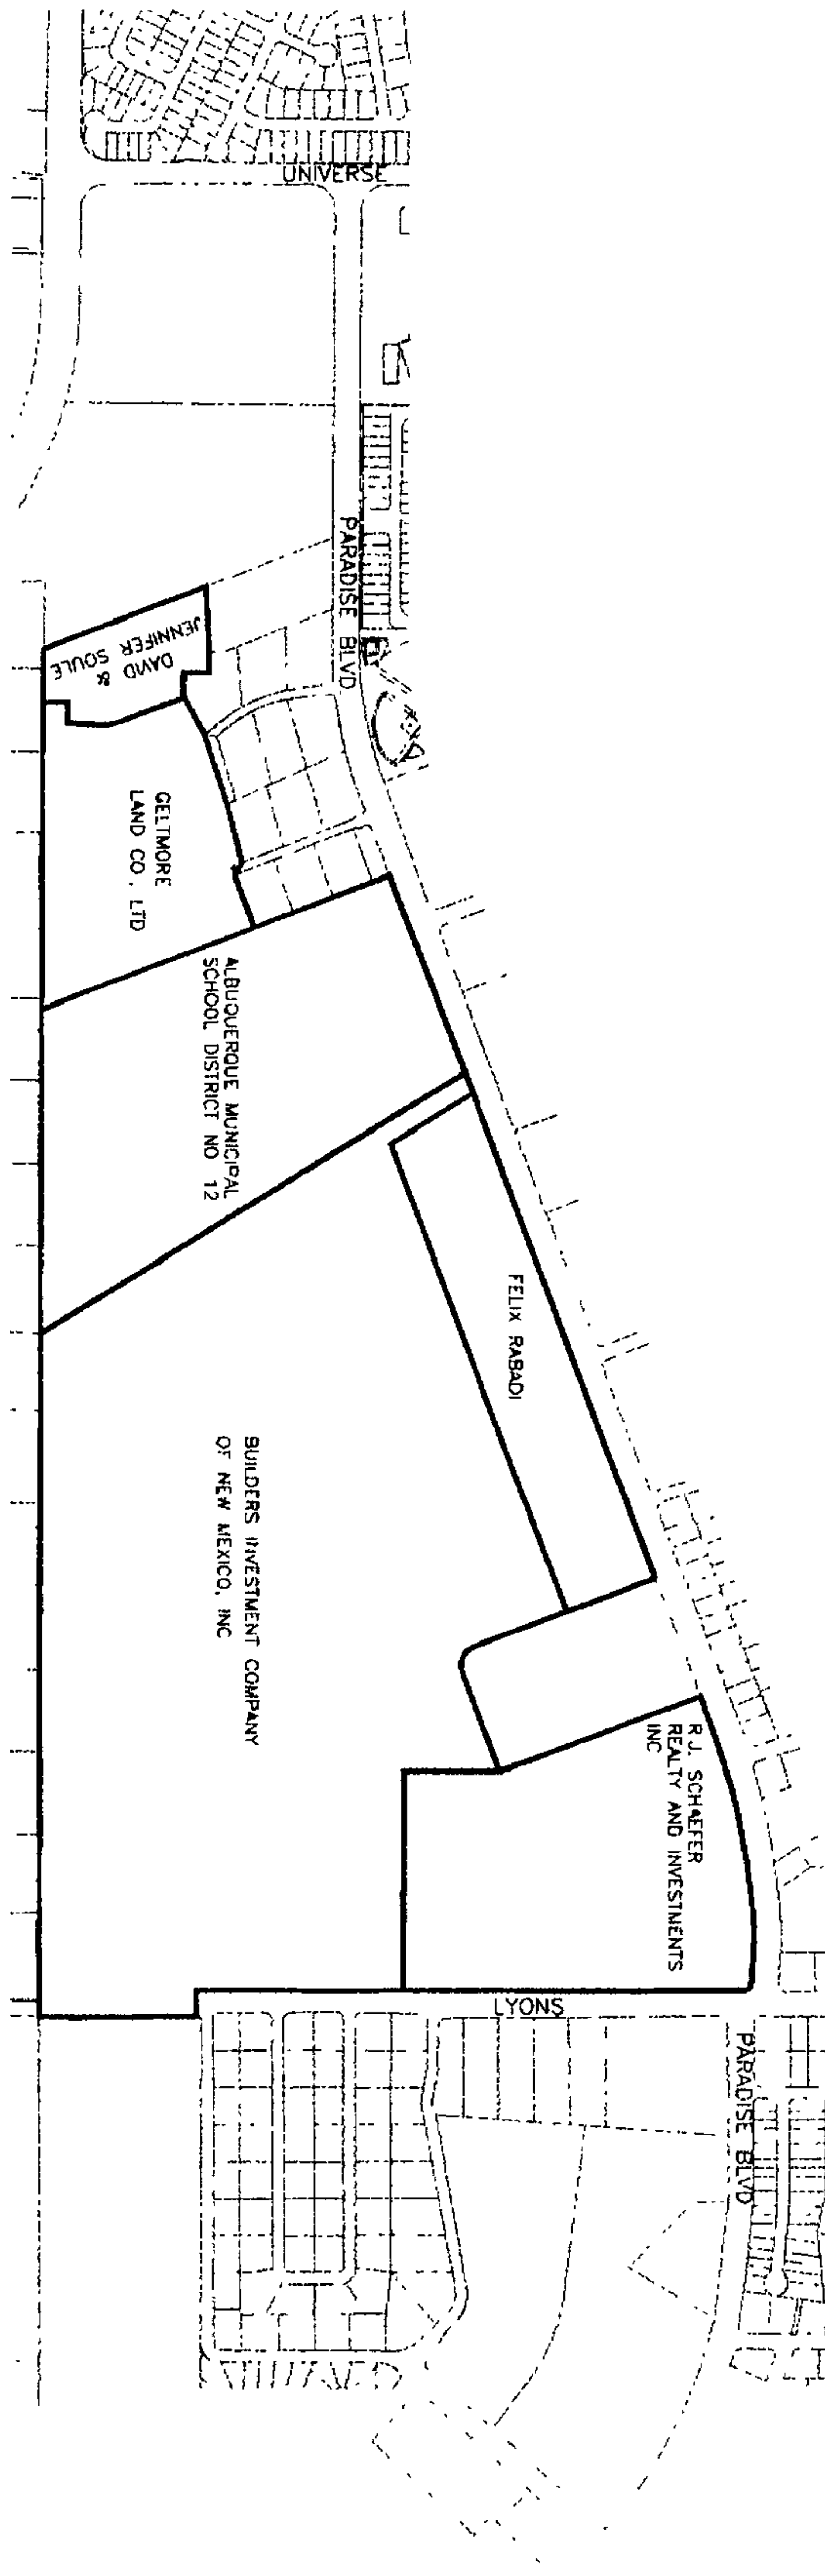 UNIVERSE
PARADISE BLVD
DAVID &
JENNIFER SOULE
GELTMORE
LAND CO., LTD
ALBUQUERQUE MUNICIPAL
SCHOOL DISTRICT NO 12
FELIX RABADI
BUILDERS INVESTMENT COMPANY
OF NEW MEXICO, INC
R.J. SCHAEFER
REALTY AND INVESTMENTS
INC
LYONS
PARADISE BLVD